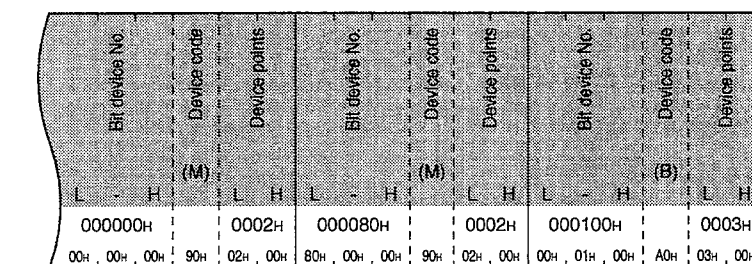 Bit device No. Device code Device points Bit device No. Device code Device points Bit device No. Device code Device points
(M) (M) (B)
L - H L H L - H L H L - H L H
000000H 0002H 000080H 0002H 000100H 0003H
00H 00H 00H 90H 02H 00H 80H 00H 00H 90H 02H 00H 00H 01H 00H A0H 03H